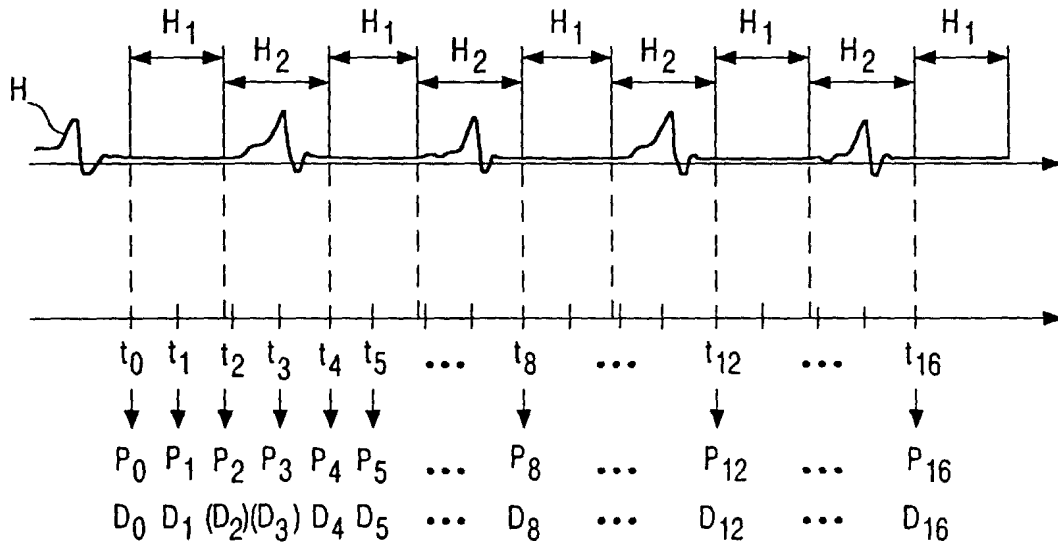 H₁ H₁ H₁ H₁ H₁
H₂ H₂ H₂ H₂
H
t₀ t₁ t₂ t₃ t₄ t₅ ••• t₈ ••• t₁₂ ••• t₁₆
P₀ P₁ P₂ P₃ P₄ P₅ ••• P₈ ••• P₁₂ ••• P₁₆
D₀ D₁ (D₂)(D₃) D₄ D₅ ••• D₈ ••• D₁₂ ••• D₁₆